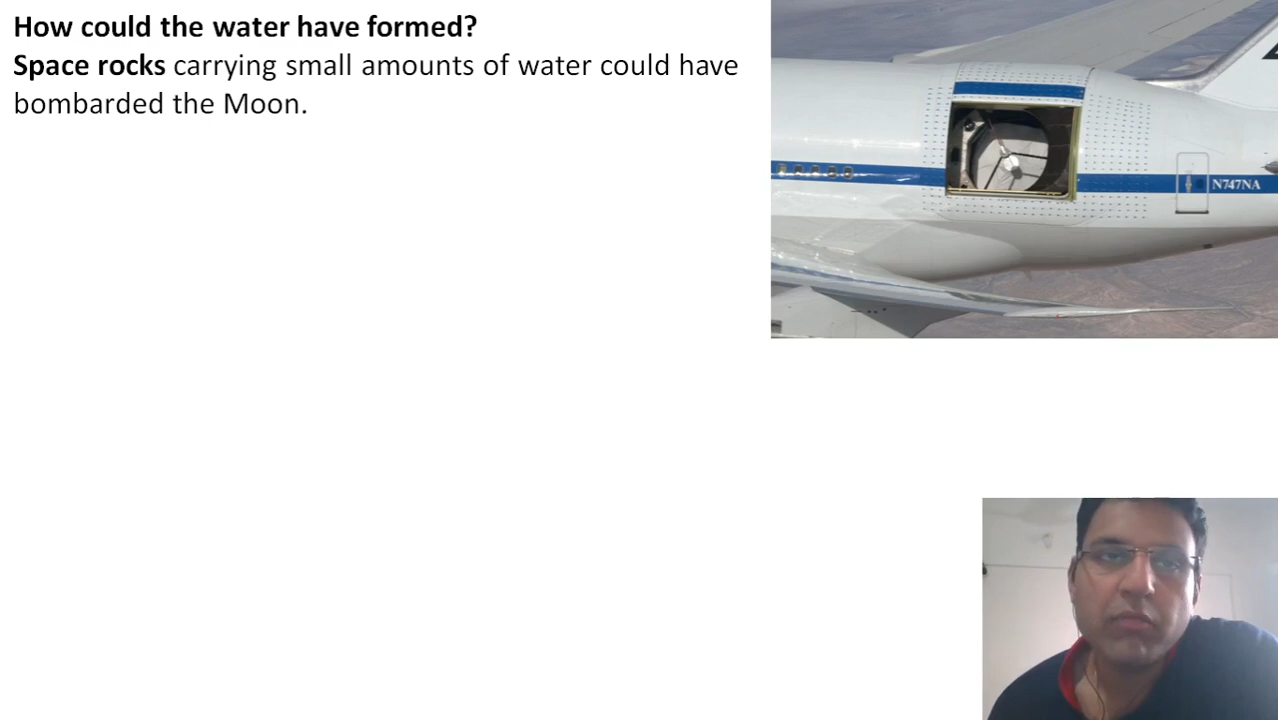 How could the water have formed?
Space rocks carrying small amounts of water could have
bombarded the Moon.
N747NA